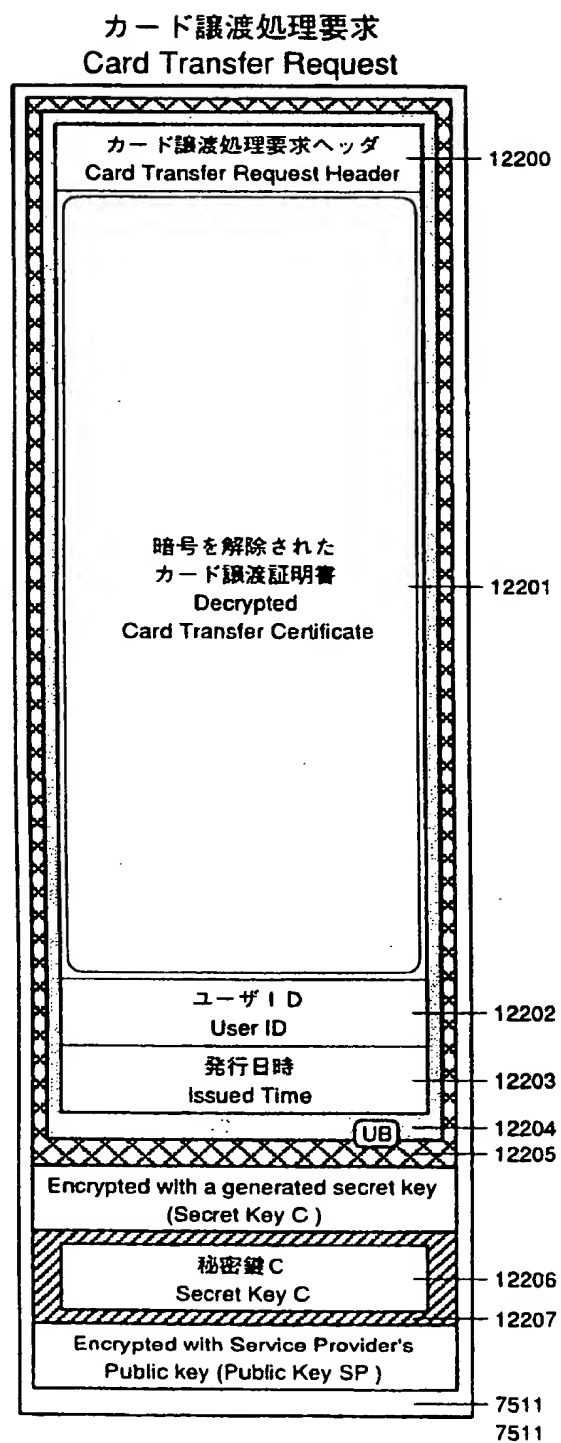 カード譲渡処理要求
Card Transfer Request
カード譲渡処理要求ヘッダ
Card Transfer Request Header
12200
暗号を解除された
カード譲渡証明書
Decrypted
Card Transfer Certificate
12201
ユーザID
User ID
12202
発行日時
Issued Time
12203
UB
12204
12205
Encrypted with a generated secret key
(Secret Key C)
秘密鍵C
Secret Key C
12206
12207
Encrypted with Service Provider's
Public key (Public Key SP)
7511
7511